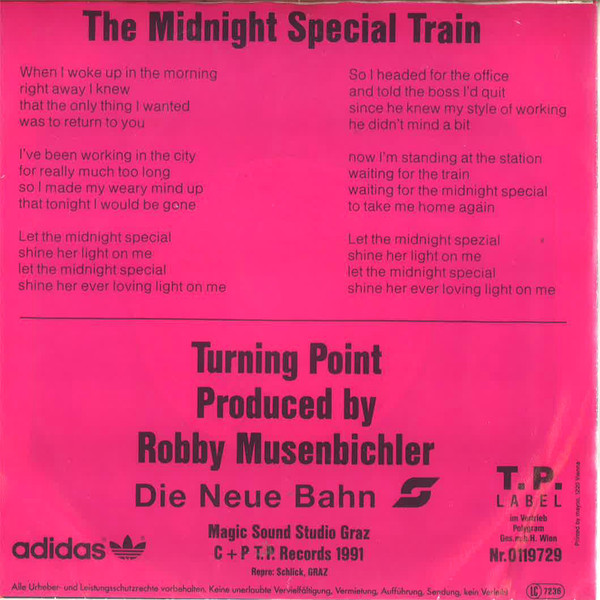 The Midnight Special Train
When I woke up in the morning
right away I knew
that the only thing I wanted
was to return to you
I've been working in the city
for really much too long
so I made my weary mind up
that tonight I would be gone
Let the midnight special
shine her light on me
let the midnight special
shine her ever loving light on me
So I headed for the office
and told the boss I'd quit
since he knew my style of working
he didn't mind a bit
now I'm standing at the station
waiting for the train
waiting for the midnight special
to take me home again
Let the midnight spezial
shine her light on me
let the midnight special
shine her ever loving light on me
Turning Point
Produced by
Robby Musenbichler
Die Neue Bahn
Magic Sound Studio Graz
C + P T.P. Records 1991
Repro: Schlick, GRAZ
adidas
T.P.
LABEL
im Vertrieb
Polygram
Ges.m.H. Wien
Nr.0119729
Printed by magpie, 1220 Vienna
Alle Urheber- und Leistungsschutzrechte vorbehalten. Keine unerlaubte Vervielfältigung, Vermietung, Aufführung, Sendung, kein Verleih!
LC 7238